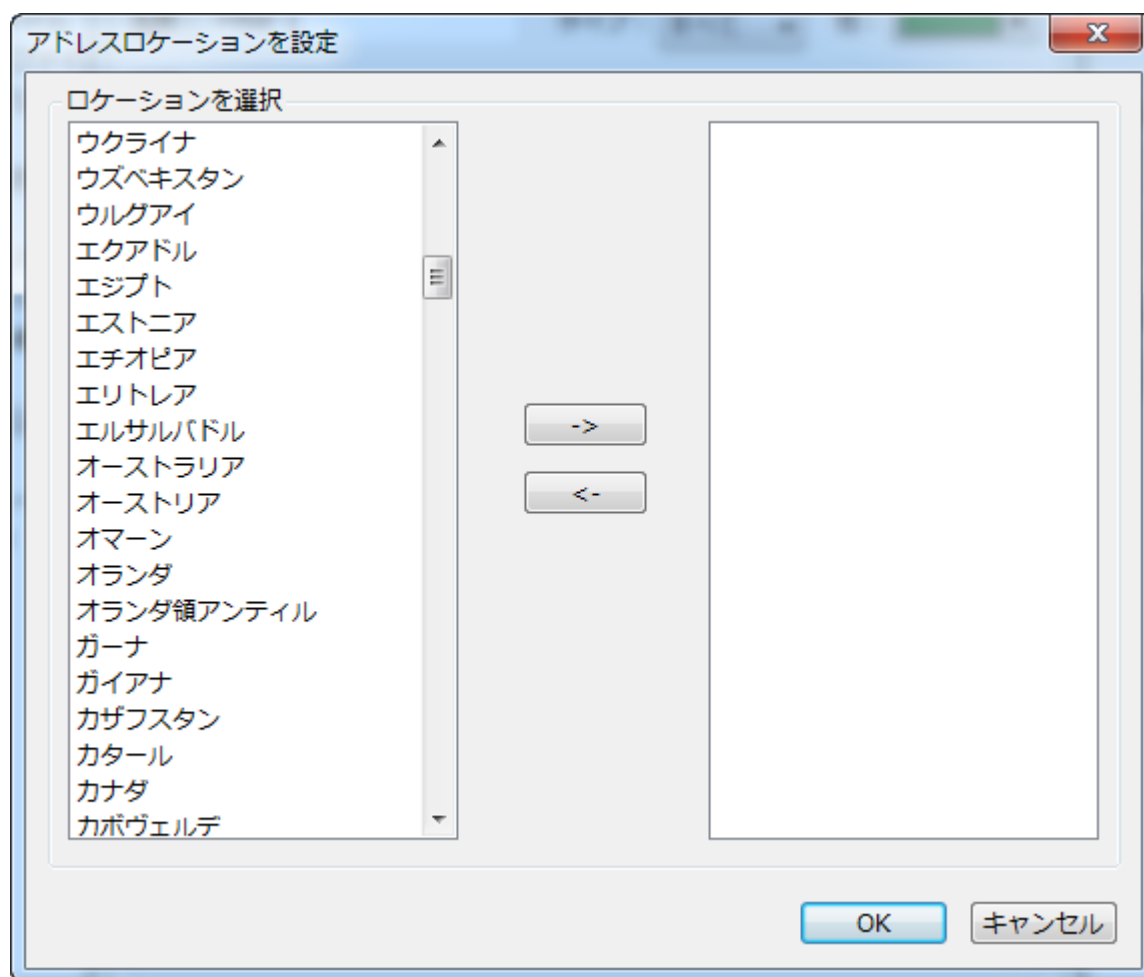 アドレスロケーションを設定
ロケーションを選択
ウクライナ
ウズベキスタン
ウルグアイ
エクアドル
エジプト
エストニア
エチオピア
エリトレア
エルサルバドル
オーストラリア
オーストリア
オマーン
オランダ
オランダ領アンティル
ガーナ
ガイアナ
カザフスタン
カタール
カナダ
カボヴェルデ
->
<-
OK
キャンセル